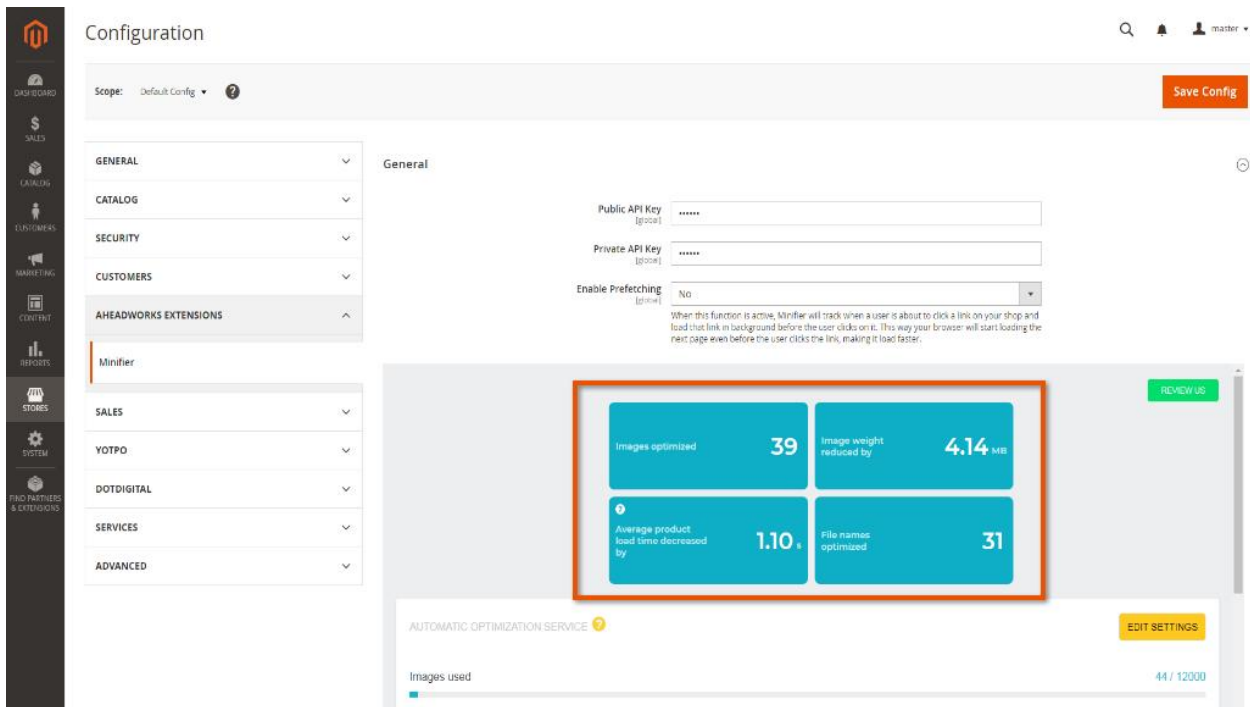 Configuration
master
DASHBOARD
SALES
CATALOG
CUSTOMERS
MARKETING
CONTENT
REPORTS
STORES
SYSTEM
FIND PARTNERS
& EXTENSIONS
Scope: Default Config
Save Config
GENERAL
CATALOG
SECURITY
CUSTOMERS
AHEADWORKS EXTENSIONS
Minifier
SALES
YOTPO
DOTDIGITAL
SERVICES
ADVANCED
General
Public API Key
[global]
••••••
Private API Key
[global]
••••••
Enable Prefetching
[global]
No
When this function is active, Minifier will track when a user is about to click a link on your shop and
load that link in background before the user clicks on it. This way your browser will start loading the
next page even before the user clicks the link, making it load faster.
REVIEW US
Images optimized 39
Image weight
reduced by 4.14 MB
Average product
load time decreased
by 1.10 s
File names
optimized 31
AUTOMATIC OPTIMIZATION SERVICE ?
EDIT SETTINGS
Images used 44 / 12000